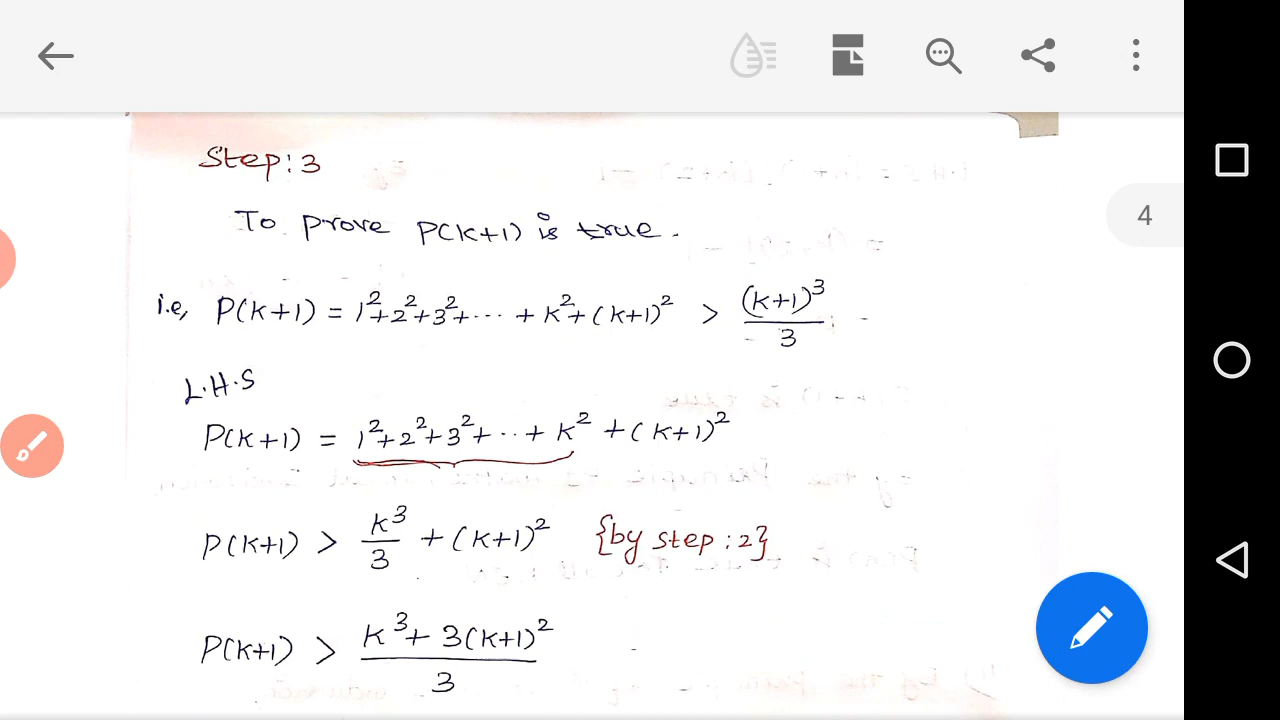 4
Step: 3
To prove P(k+1) is true.
i.e, P(k+1) = 1²+2²+3²+... + k²+(k+1)² > (k+1)³/3
L.H.S
P(k+1) = 1²+2²+3²+...+ k² +(k+1)²
P(k+1) > k³/3 + (k+1)² {by step: 2}
P(k+1) > k³+ 3(k+1)²/3